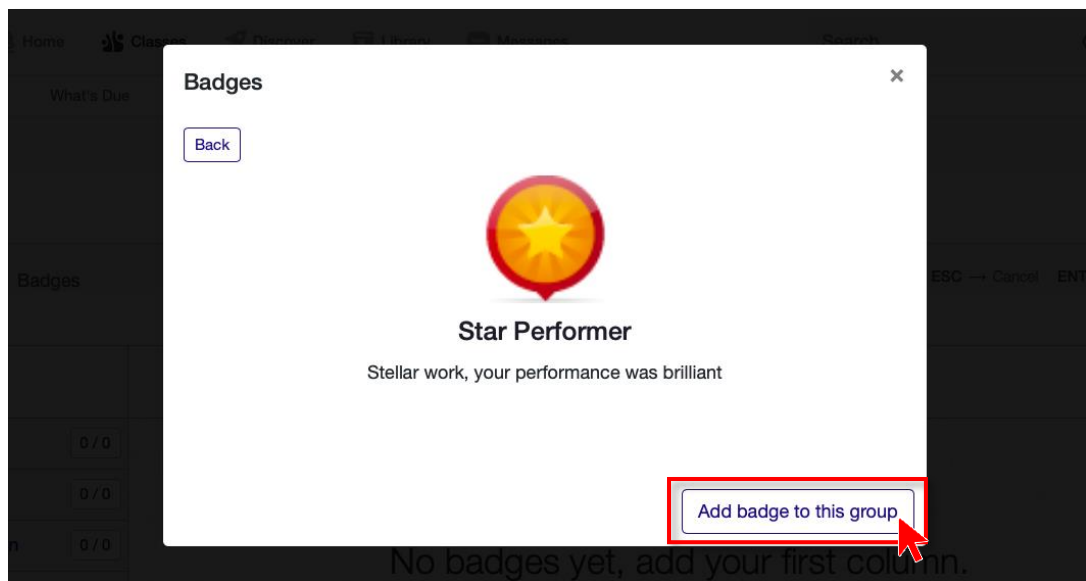 Home Classes Discover Library Messages Search
What's Due
Badges ×
Back
Badges
ESC → Cancel ENT
Star Performer
Stellar work, your performance was brilliant
0 / 0
0 / 0
n 0 / 0
Add badge to this group
No badges yet, add your first column.